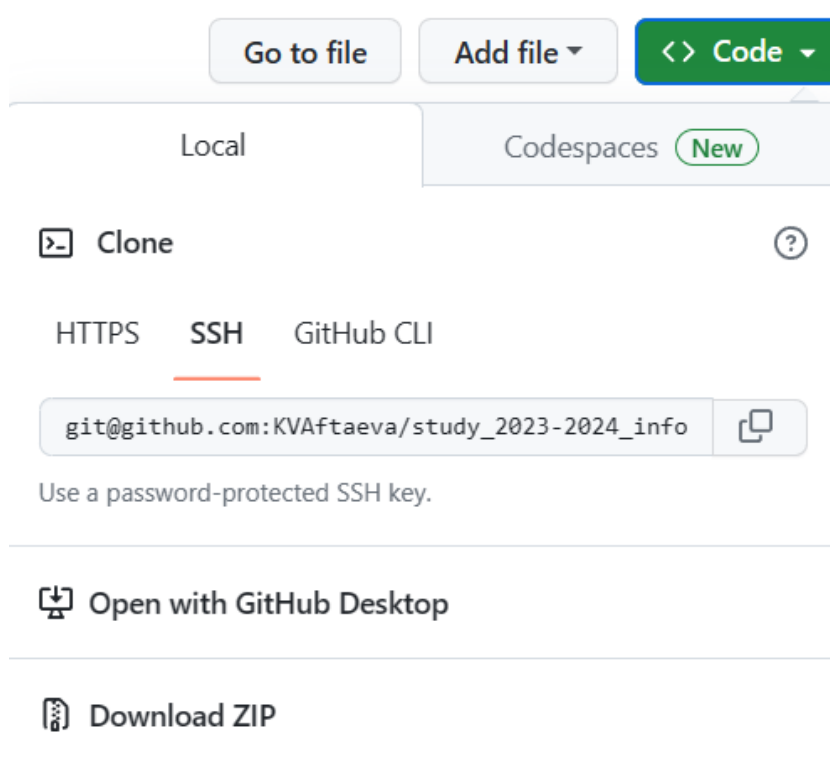 Go to file Add file <> Code
Local Codespaces New
Clone
HTTPS SSH GitHub CLI
git@github.com:KVAftaeva/study_2023-2024_info
Use a password-protected SSH key.
Open with GitHub Desktop
Download ZIP